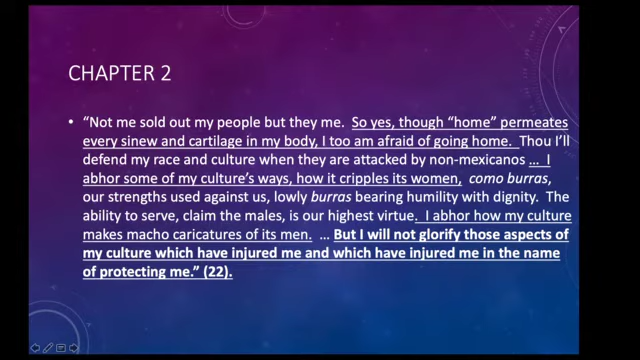 CHAPTER 2
• “Not me sold out my people but they me. So yes, though “home” permeates
every sinew and cartilage in my body, I too am afraid of going home. Thou I’ll
defend my race and culture when they are attacked by non-mexicanos … I
abhor some of my culture’s ways, how it cripples its women, como burras,
our strengths used against us, lowly burras bearing humility with dignity. The
ability to serve, claim the males, is our highest virtue. I abhor how my culture
makes macho caricatures of its men. … But I will not glorify those aspects of
my culture which have injured me and which have injured me in the name
of protecting me.” (22).